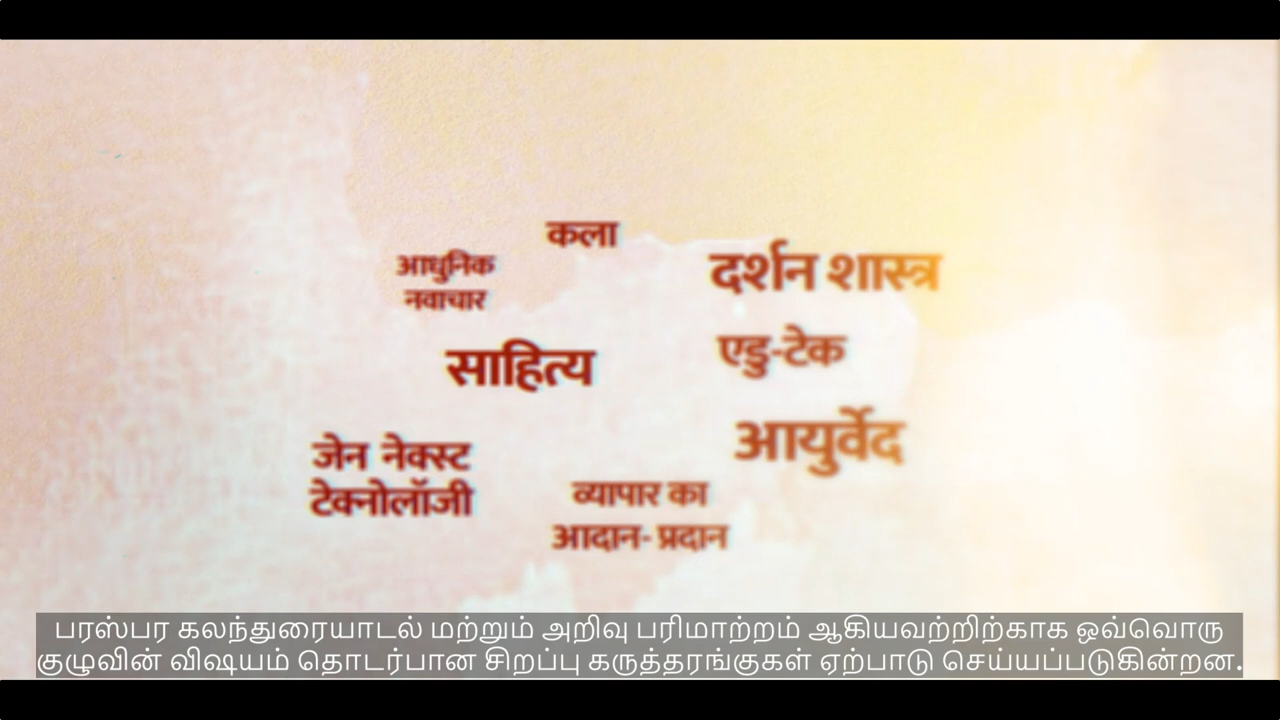 कला
आधुनिक
नवाचार
दर्शन शास्त्र
साहित्य
एडु-टेक
आयुर्वेद
जेन नेक्स्ट
टेक्नोलॉजी
व्यापार का
आदान- प्रदान
பரஸ்பர கலந்துரையாடல் மற்றும் அறிவு பரிமாற்றம் ஆகியவற்றிற்காக ஒவ்வொரு
குழுவின் விஷயம் தொடர்பான சிறப்பு கருத்தரங்குகள் ஏற்பாடு செய்யப்படுகின்றன.